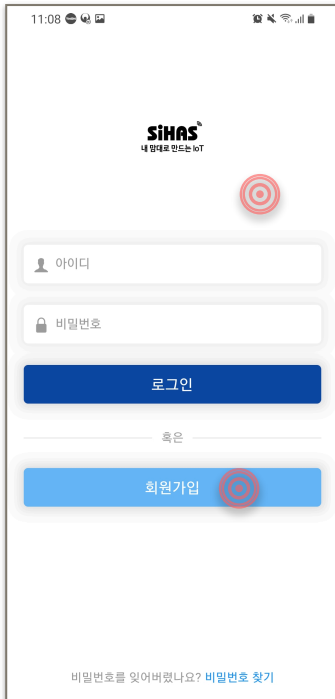 11:08
SiHAS
내 맘대로 만드는 IoT
아이디
비밀번호
로그인
혹은
회원가입
비밀번호를 잊어버렸나요? 비밀번호 찾기